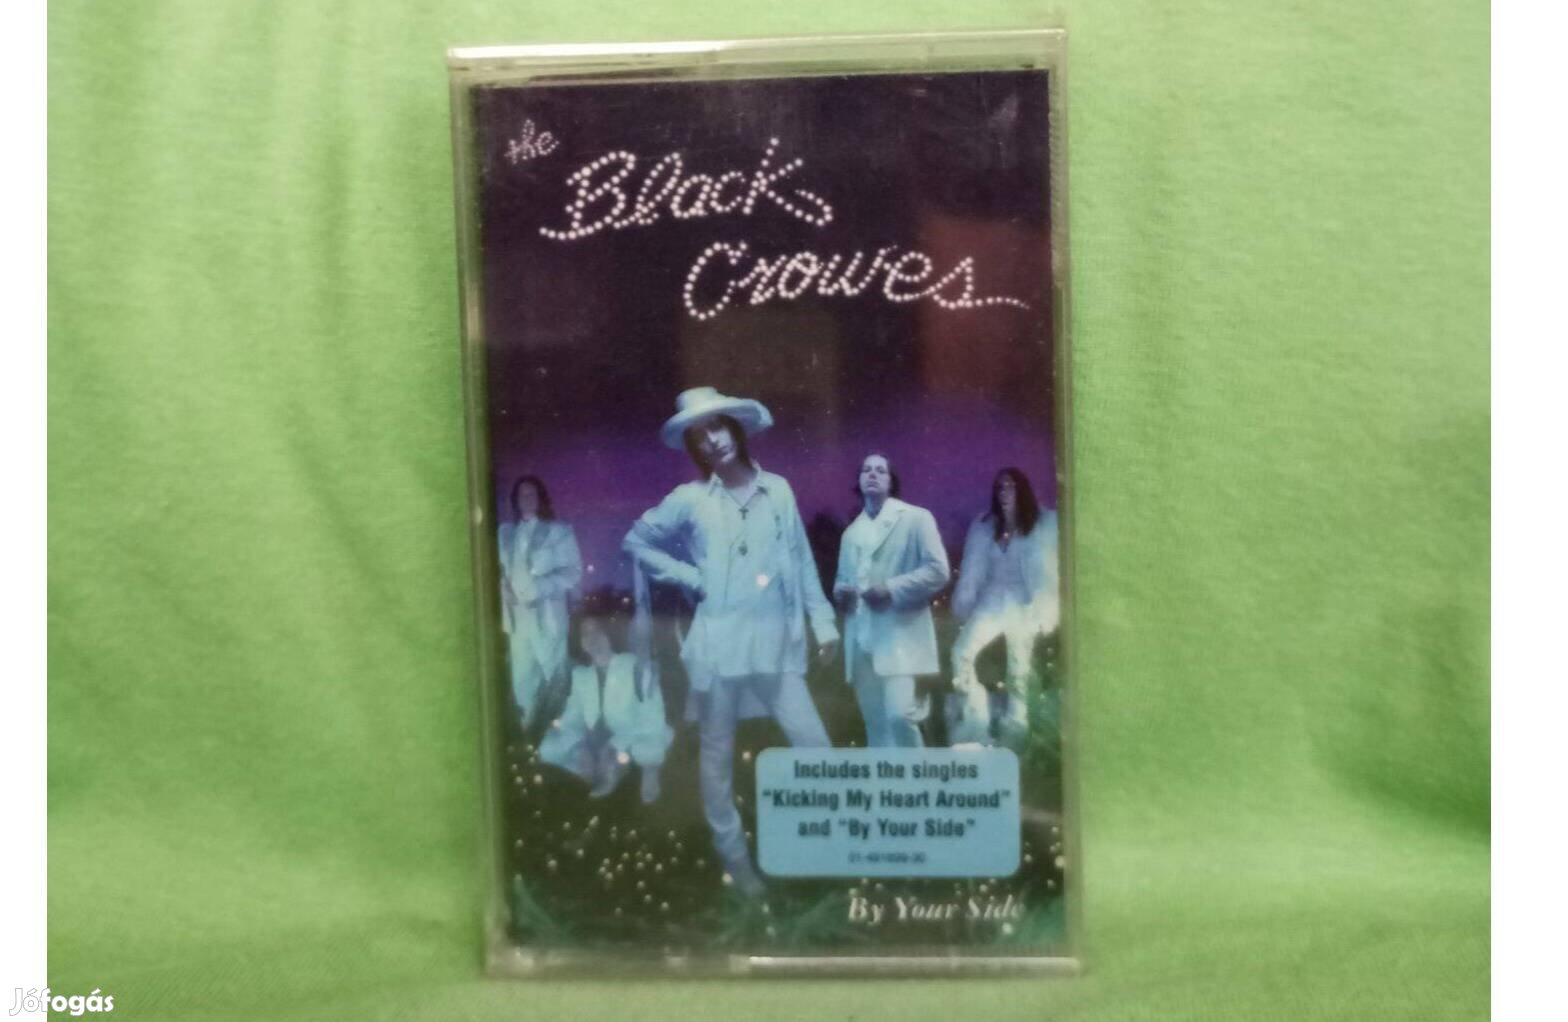 the
Black
Crowes
Includes the singles
"Kicking My Heart Around"
and "By Your Side"
By Your Side
Jófogás